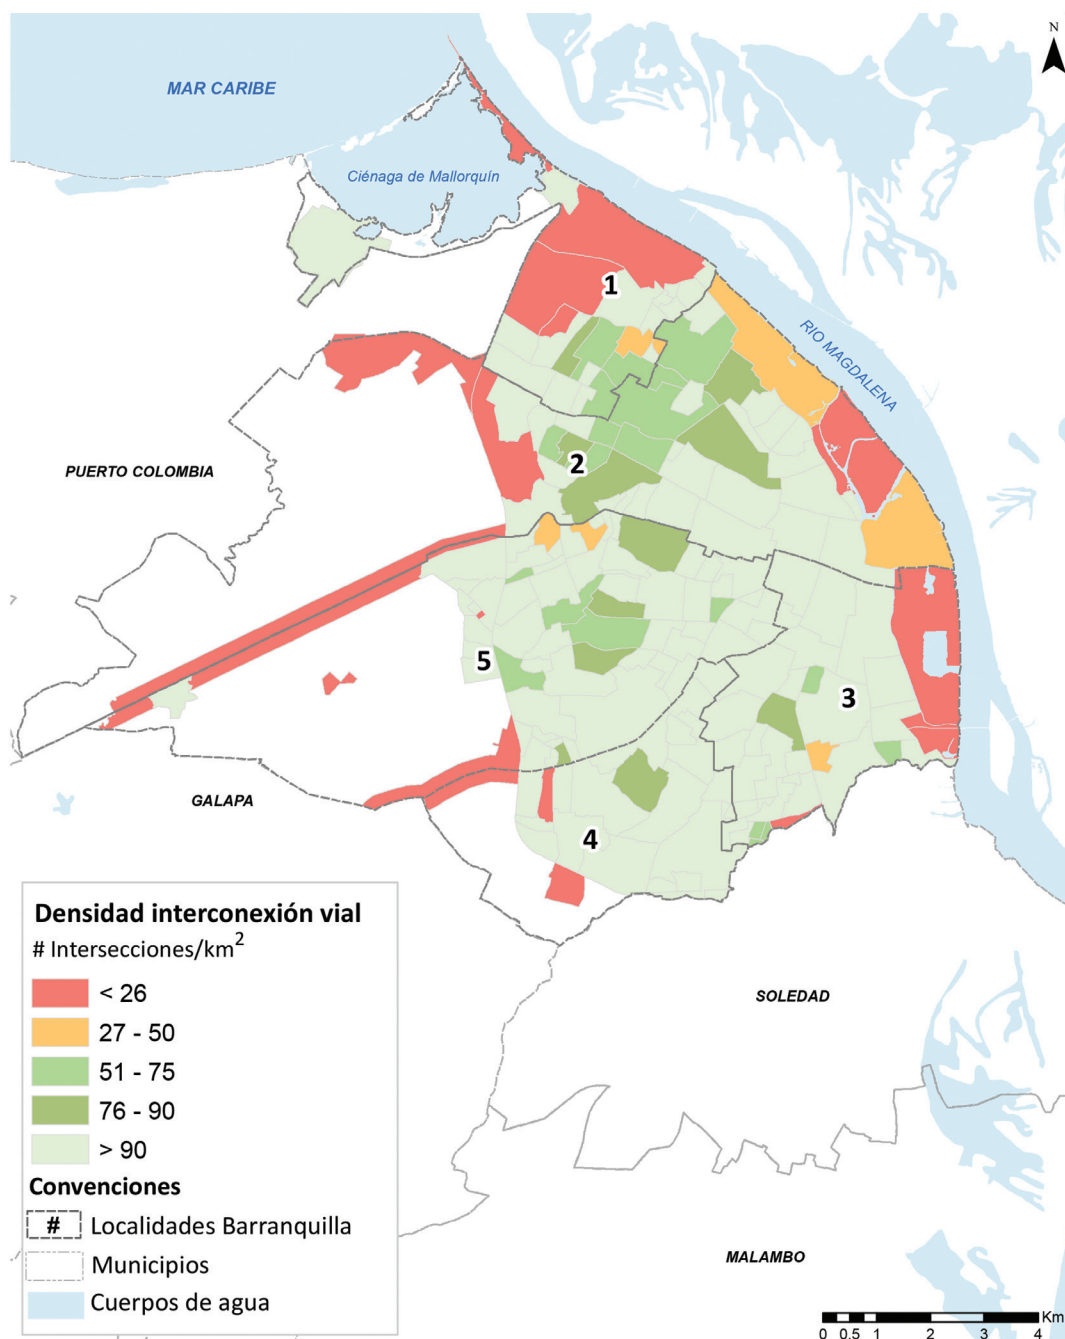 N
MAR CARIBE
Ciénaga de Mallorquín
1
RIO MAGDALENA
PUERTO COLOMBIA
2
5
3
GALAPA
4
Densidad interconexión vial
# Intersecciones/km2
< 26
27 - 50
51 - 75
76 - 90
> 90
Convenciones
# Localidades Barranquilla
Municipios
Cuerpos de agua
SOLEDAD
MALAMBO
Km
0 0.5 1 2 3 4